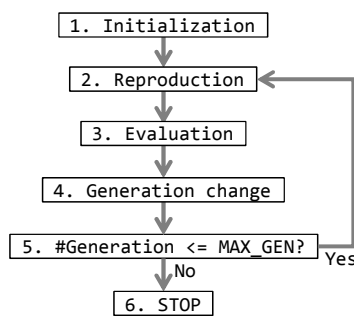 1. Initialization
2. Reproduction
3. Evaluation
4. Generation change
5. #Generation <= MAX_GEN?
Yes
No
6. STOP